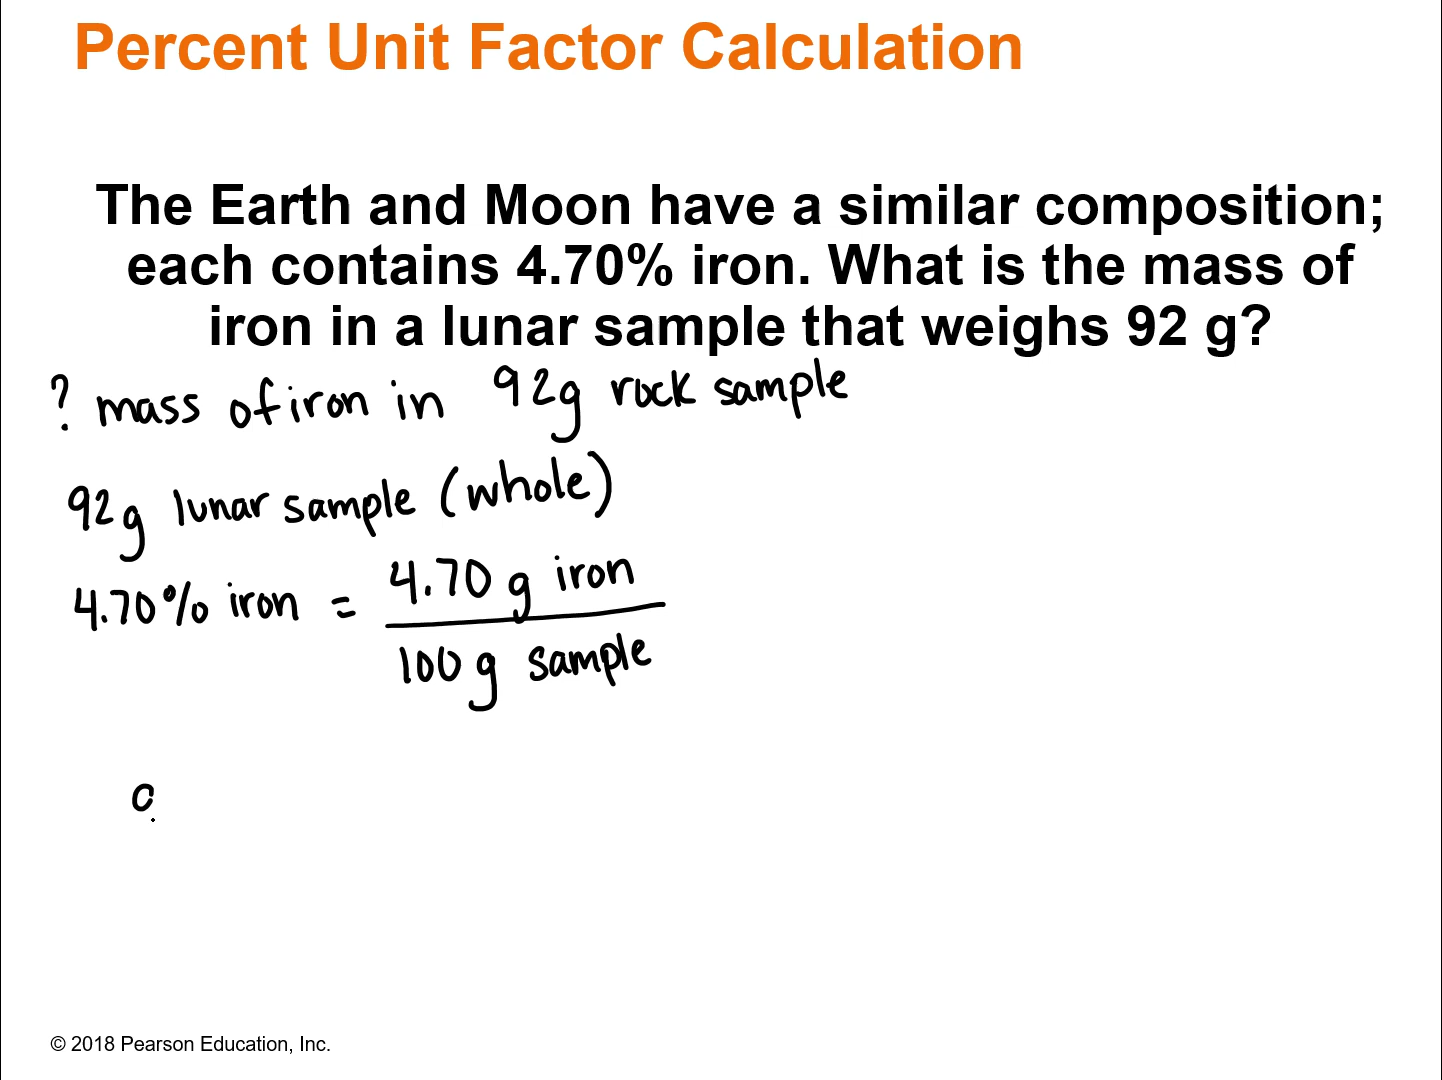 Percent Unit Factor Calculation
The Earth and Moon have a similar composition;
each contains 4.70% iron. What is the mass of
iron in a lunar sample that weighs 92 g?
? mass of iron in 92g rock sample
92g lunar sample (whole)
4.70% iron = 4.70 g iron
100 g sample
© 2018 Pearson Education, Inc.